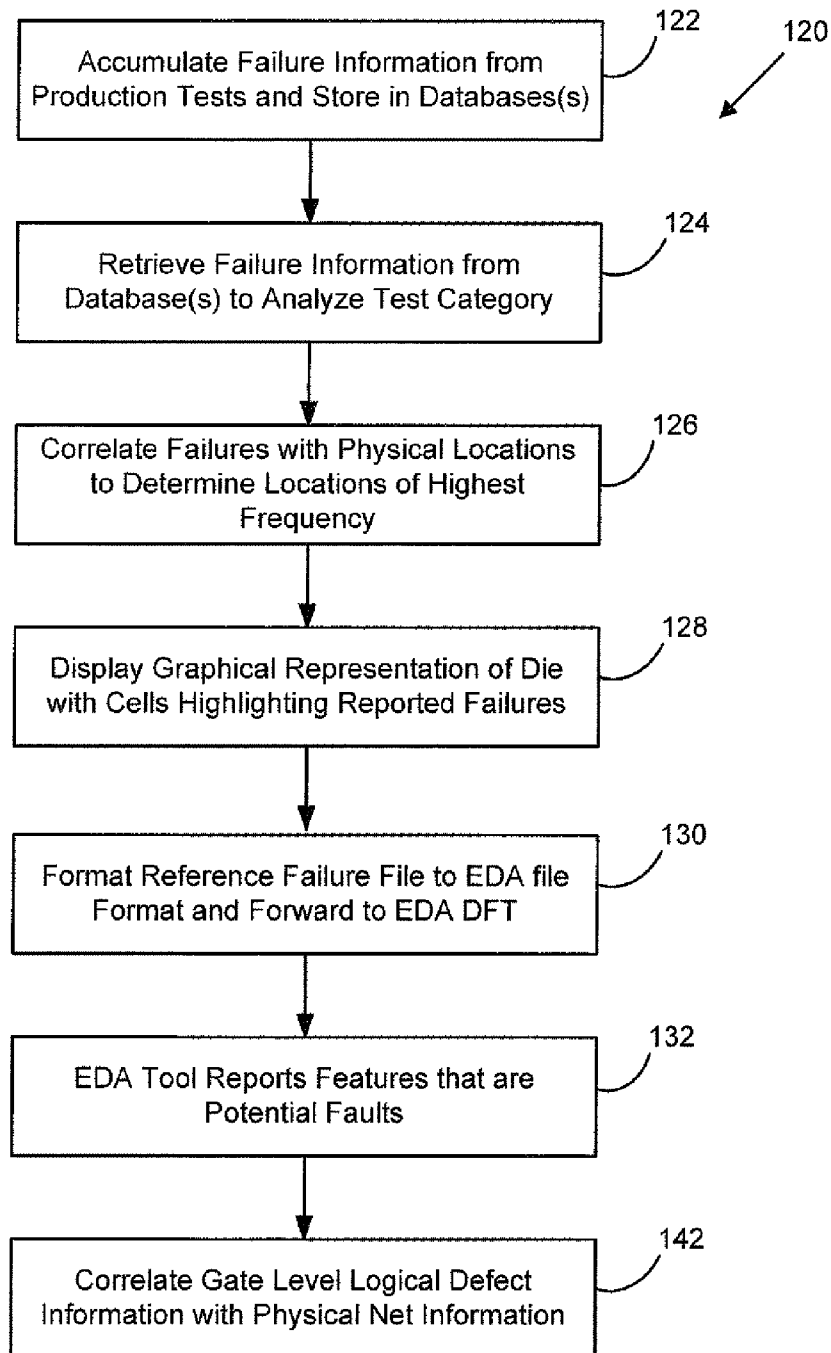 120
122
Accumulate Failure Information from
Production Tests and Store in Databases(s)
124
Retrieve Failure Information from
Database(s) to Analyze Test Category
126
Correlate Failures with Physical Locations
to Determine Locations of Highest
Frequency
128
Display Graphical Representation of Die
with Cells Highlighting Reported Failures
130
Format Reference Failure File to EDA file
Format and Forward to EDA DFT
132
EDA Tool Reports Features that are
Potential Faults
142
Correlate Gate Level Logical Defect
Information with Physical Net Information